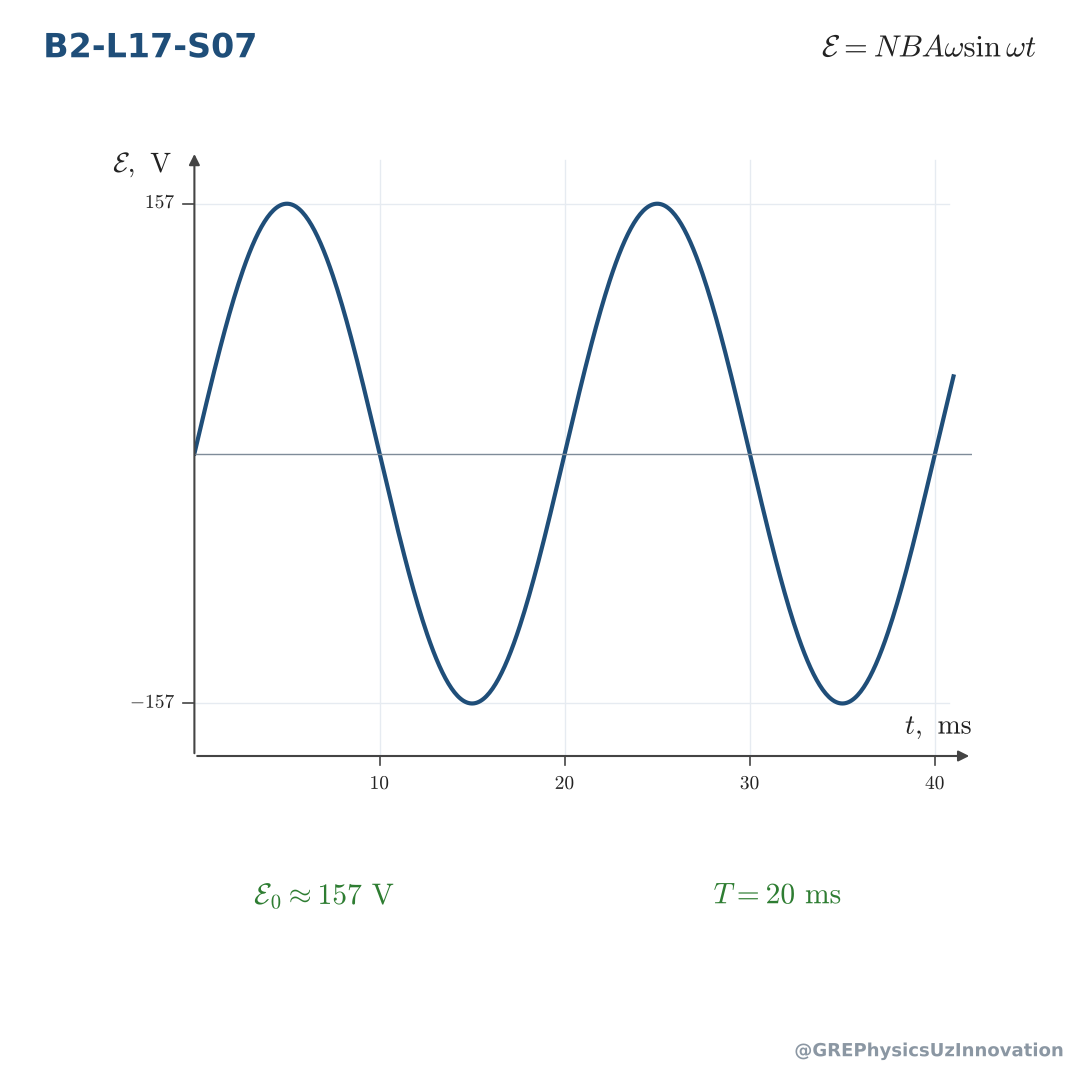 B2-L17-S07
ℰ = NBAω sin ωt
ℰ, V
157
−157
t, ms
10 20 30 40
ℰ₀ ≈ 157 V
T = 20 ms
@GREPhysicsUzInnovation